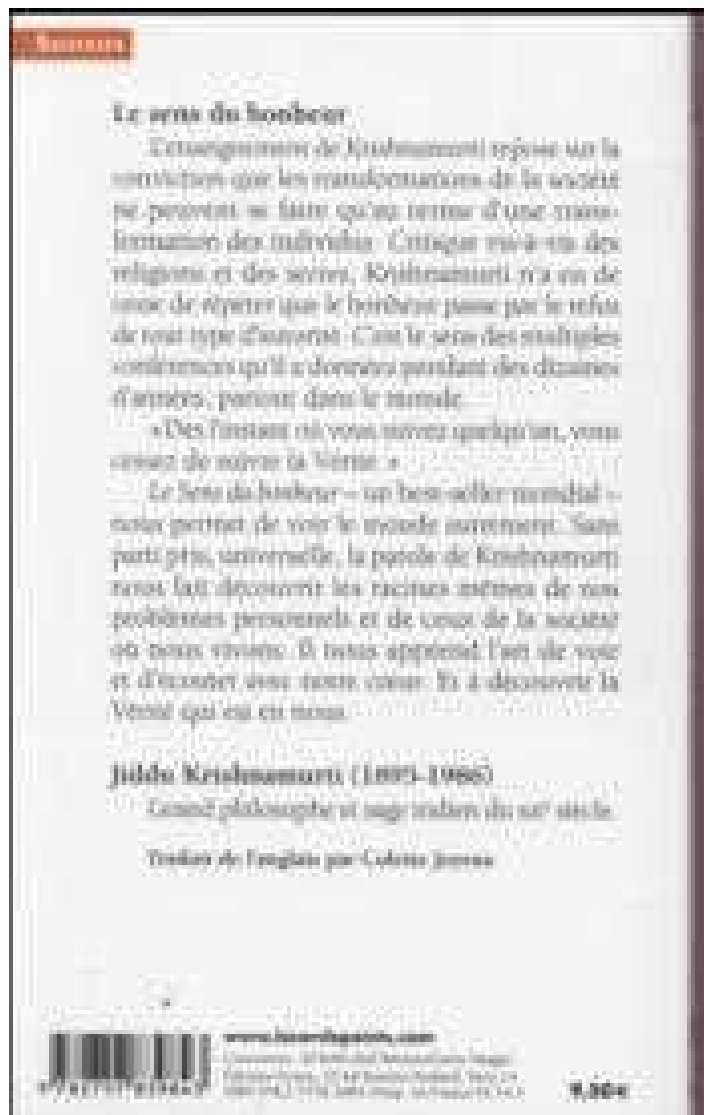 Le sens du bonheur
L'enseignement de Krishnamurti repose sur la
conviction que les transformations de la société
ne peuvent se faire qu'au terme d'une trans-
formation des individus. Critique vis-à-vis des
religions et des sectes, Krishnamurti n'a eu de
cesse de répéter que le bonheur passe par le refus
de tout type d'autorité. C'est le sens des multiples
conférences qu'il a données pendant des dizaines
d'années, partout dans le monde.
« Dès l'instant où vous suivez quelqu'un, vous
cessez de suivre la Vérité. »
Le Sens du bonheur – un best-seller mondial –
nous permet de voir le monde autrement. Sans
parti pris, universelle, la parole de Krishnamurti
nous fait découvrir les racines mêmes de nos
problèmes personnels et de ceux de la société
où nous vivons. Il nous apprend l'art de voir
et d'écouter avec notre cœur. Et à découvrir la
Vérité qui est en nous.
Jiddu Krishnamurti (1895-1986)
Grand philosophe et sage indien du XXe siècle.
Traduit de l'anglais par Colette